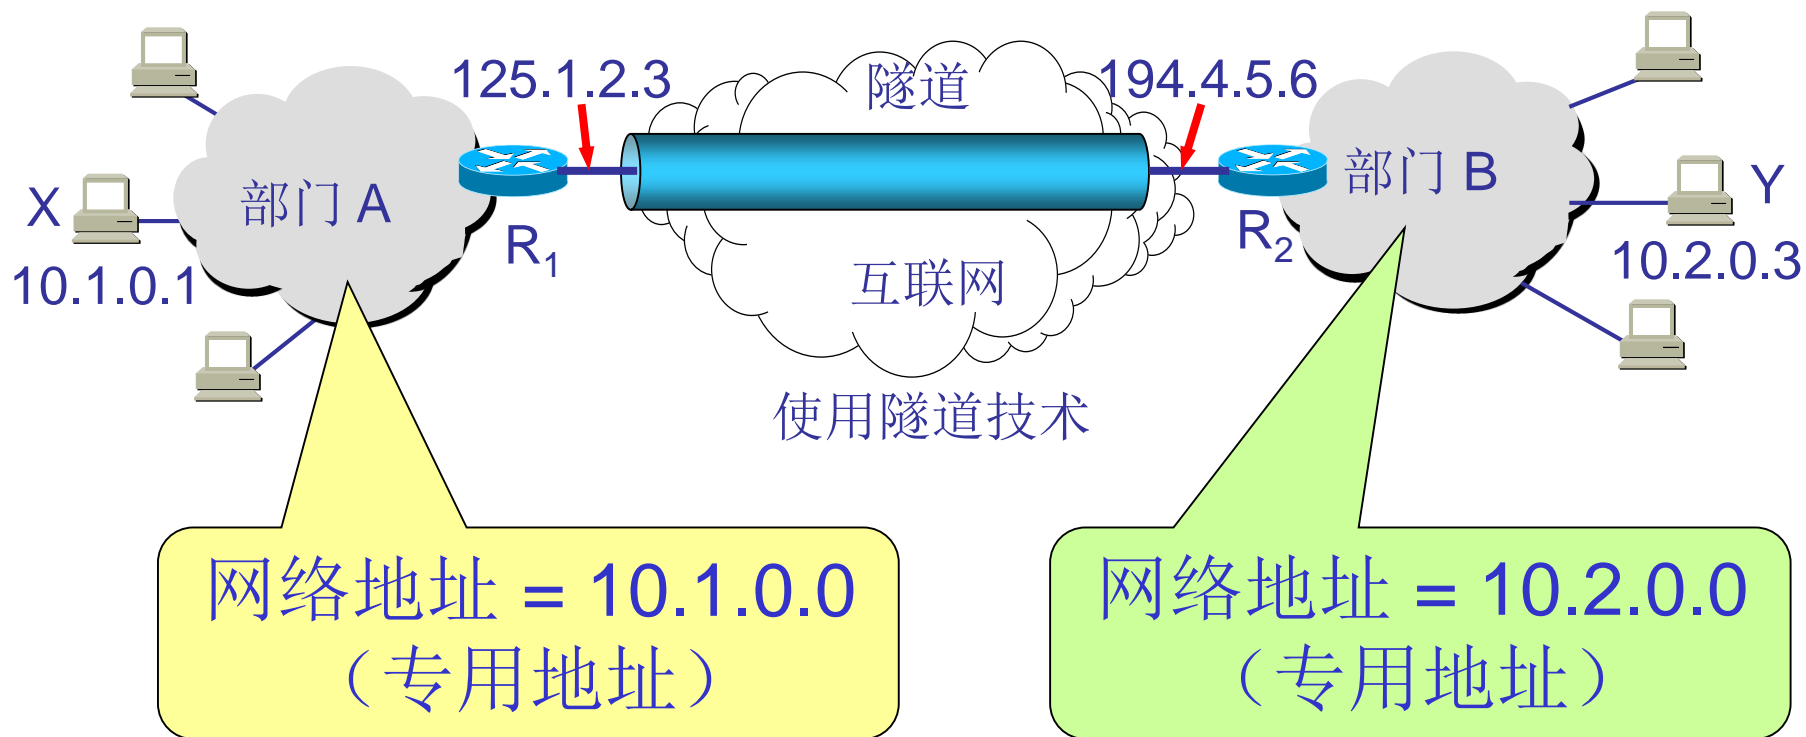 125.1.2.3
隧道
194.4.5.6
X
部门 A
部门 B
Y
R1
R2
10.1.0.1
互联网
10.2.0.3
使用隧道技术
网络地址 = 10.1.0.0
（专用地址）
网络地址 = 10.2.0.0
（专用地址）